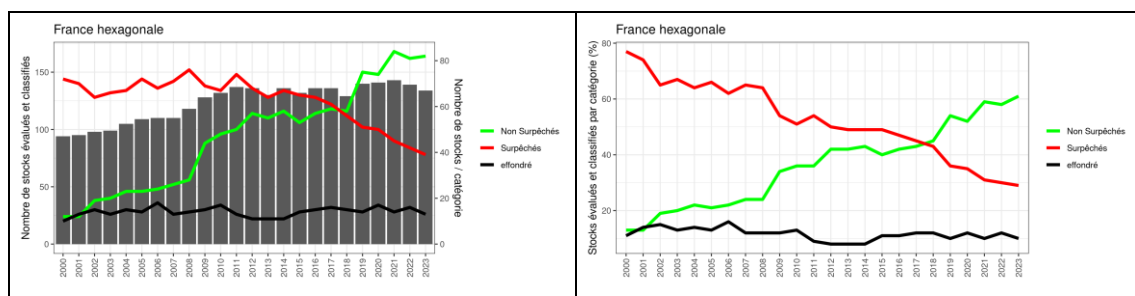 France hexagonale
Nombre de stocks évalués et classifiés
150
100
50
0
80
60
40
20
0
Nombre de stocks / catégorie
2000 2001 2002 2003 2004 2005 2006 2007 2008 2009 2010 2011 2012 2013 2014 2015 2016 2017 2018 2019 2020 2021 2022 2023
Non Surpêchés
Surpêchés
effondré
France hexagonale
Stocks évalués et classifiés par catégorie (%)
80
60
40
20
2000 2001 2002 2003 2004 2005 2006 2007 2008 2009 2010 2011 2012 2013 2014 2015 2016 2017 2018 2019 2020 2021 2022 2023
Non Surpêchés
Surpêchés
effondré